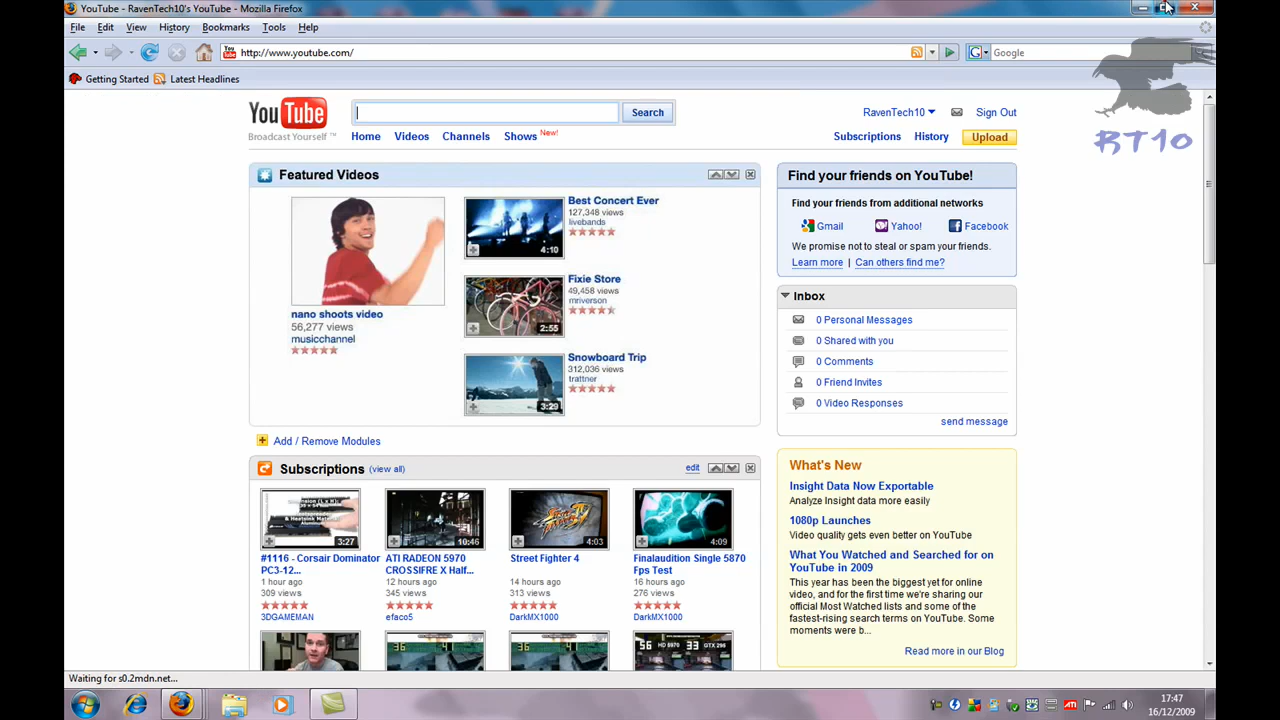 YouTube - RavenTech10's YouTube - Mozilla Firefox
File Edit View History Bookmarks Tools Help
http://www.youtube.com/
Google
Getting Started Latest Headlines
RT10
YouTube
Broadcast Yourself ™
Search
RavenTech10 Sign Out
Home Videos Channels Shows New!
Subscriptions History Upload
Featured Videos
nano shoots video
56,277 views
musicchannel
Best Concert Ever
127,348 views
livebands
4:10
Fixie Store
49,458 views
mriverson
2:55
Snowboard Trip
312,036 views
trattner
3:29
Add / Remove Modules
Find your friends on YouTube!
Find your friends from additional networks
Gmail Yahoo! Facebook
We promise not to steal or spam your friends.
Learn more | Can others find me?
Inbox
0 Personal Messages
0 Shared with you
0 Comments
0 Friend Invites
0 Video Responses
send message
Subscriptions (view all)
edit
3:27
#1116 - Corsair Dominator
PC3-12...
1 hour ago
309 views
3DGAMEMAN
10:46
ATI RADEON 5970
CROSSIFRE X Half...
12 hours ago
345 views
efaco5
4:03
Street Fighter 4
14 hours ago
313 views
DarkMX1000
4:09
Finalaudition Single 5870
Fps Test
16 hours ago
276 views
DarkMX1000
What's New
Insight Data Now Exportable
Analyze Insight data more easily
1080p Launches
Video quality gets even better on YouTube
What You Watched and Searched for on
YouTube in 2009
This year has been the biggest yet for online
video, and for the first time we're sharing our
official Most Watched lists and some of the
fastest-rising search terms on YouTube. Some
moments were b...
Read more in our Blog
Waiting for s0.2mdn.net...
17:47
16/12/2009